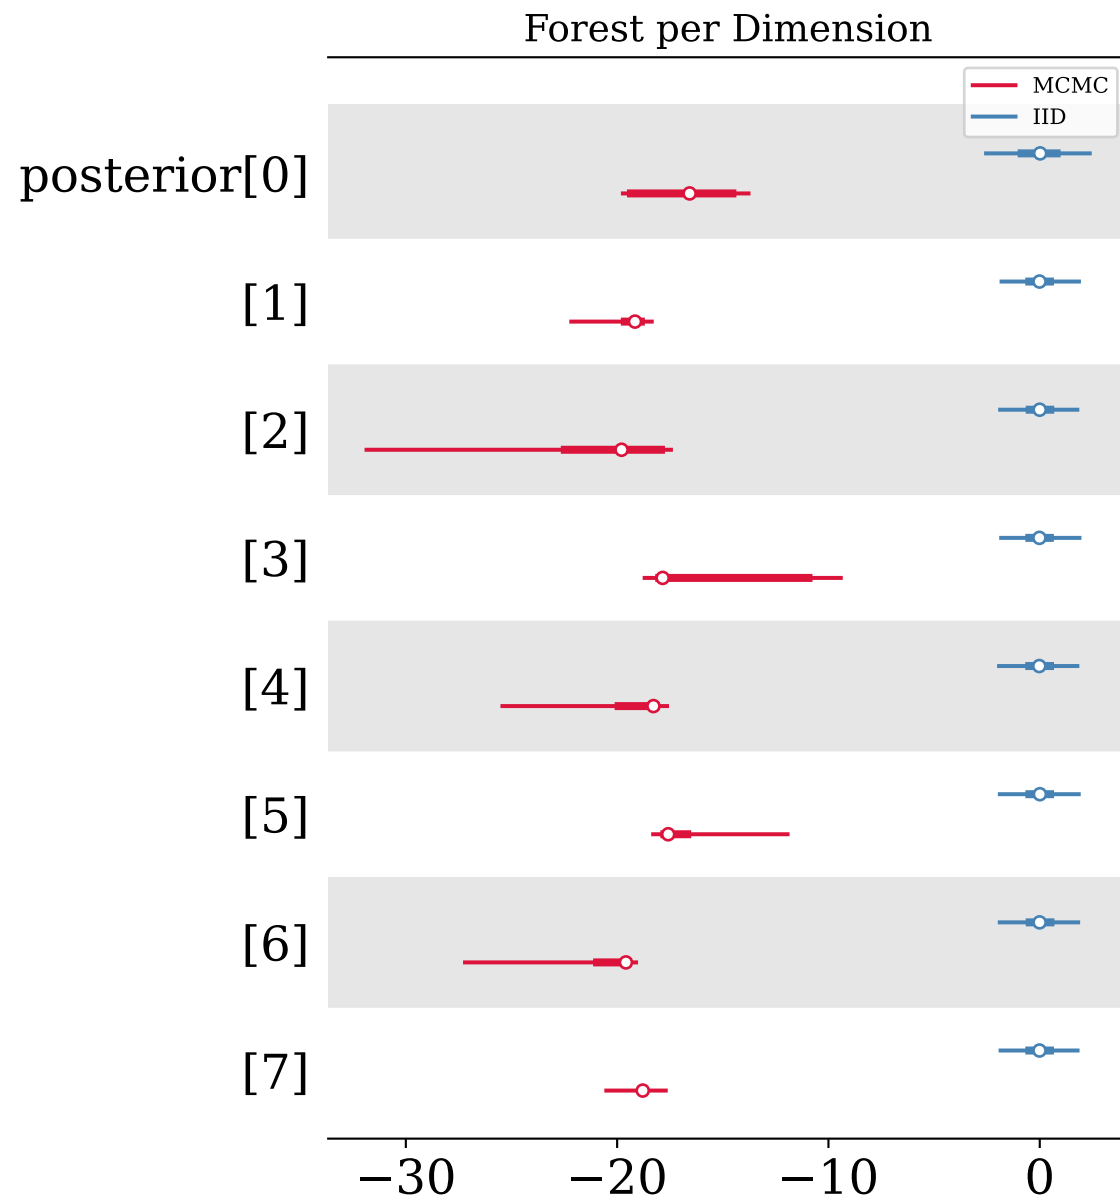 Forest per Dimension
MCMC
IID
posterior[0]
[1]
[2]
[3]
[4]
[5]
[6]
[7]
−30 −20 −10 0